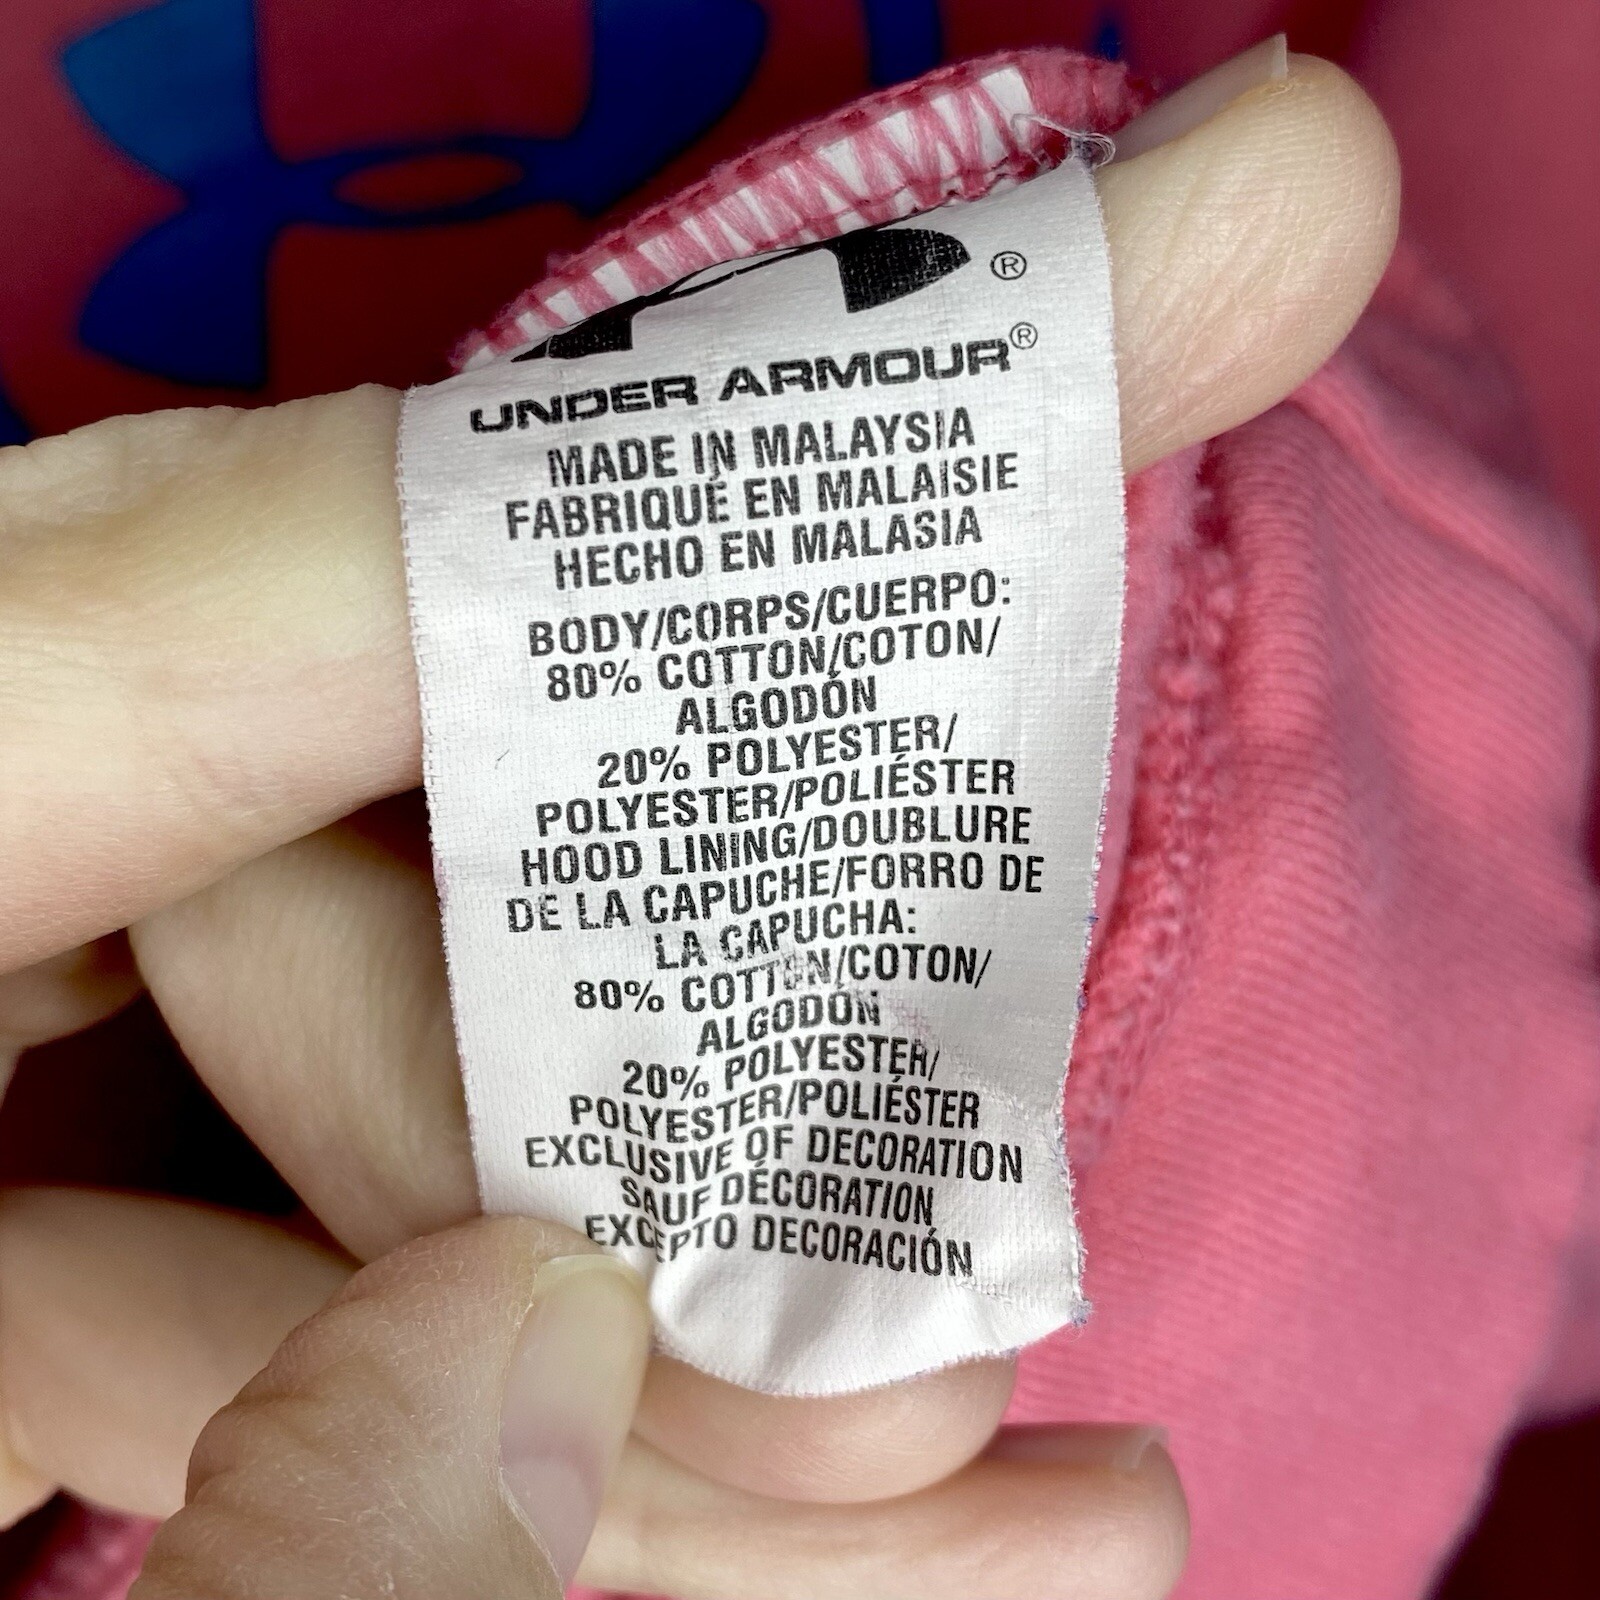 ®
UNDER ARMOUR®
MADE IN MALAYSIA
FABRIQUÉ EN MALAISIE
HECHO EN MALASIA
BODY/CORPS/CUERPO:
80% COTTON/COTON/
ALGODÓN
20% POLYESTER/
POLYESTER/POLIÉSTER
HOOD LINING/DOUBLURE
DE LA CAPUCHE/FORRO DE
LA CAPUCHA:
80% COTTON/COTON/
ALGODÓN
20% POLYESTER/
POLYESTER/POLIÉSTER
EXCLUSIVE OF DECORATION
SAUF DÉCORATION
EXCEPTO DECORACIÓN